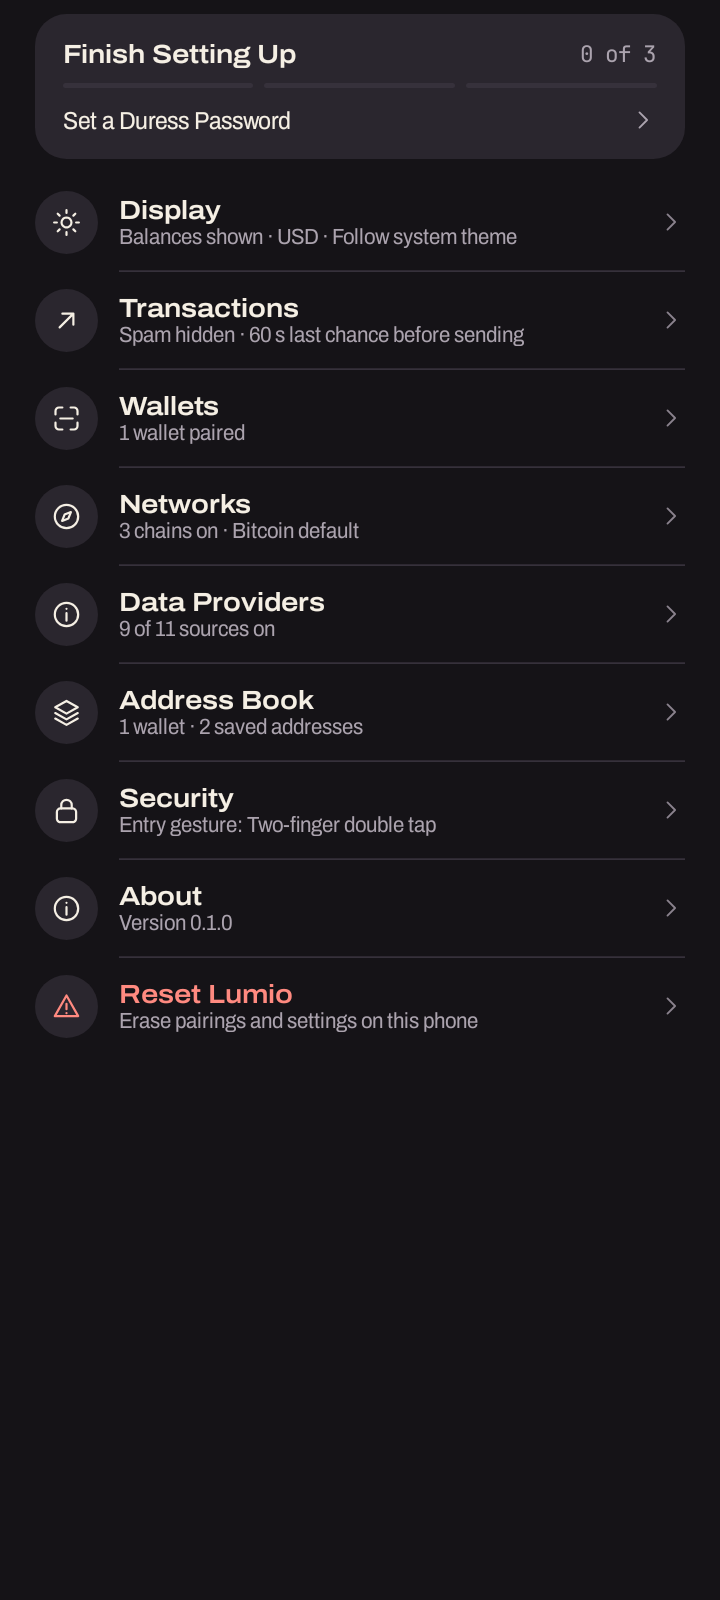 Finish Setting Up
0 of 3
Set a Duress Password
Display
Balances shown · USD · Follow system theme
Transactions
Spam hidden · 60 s last chance before sending
Wallets
1 wallet paired
Networks
3 chains on · Bitcoin default
Data Providers
9 of 11 sources on
Address Book
1 wallet · 2 saved addresses
Security
Entry gesture: Two-finger double tap
About
Version 0.1.0
Reset Lumio
Erase pairings and settings on this phone